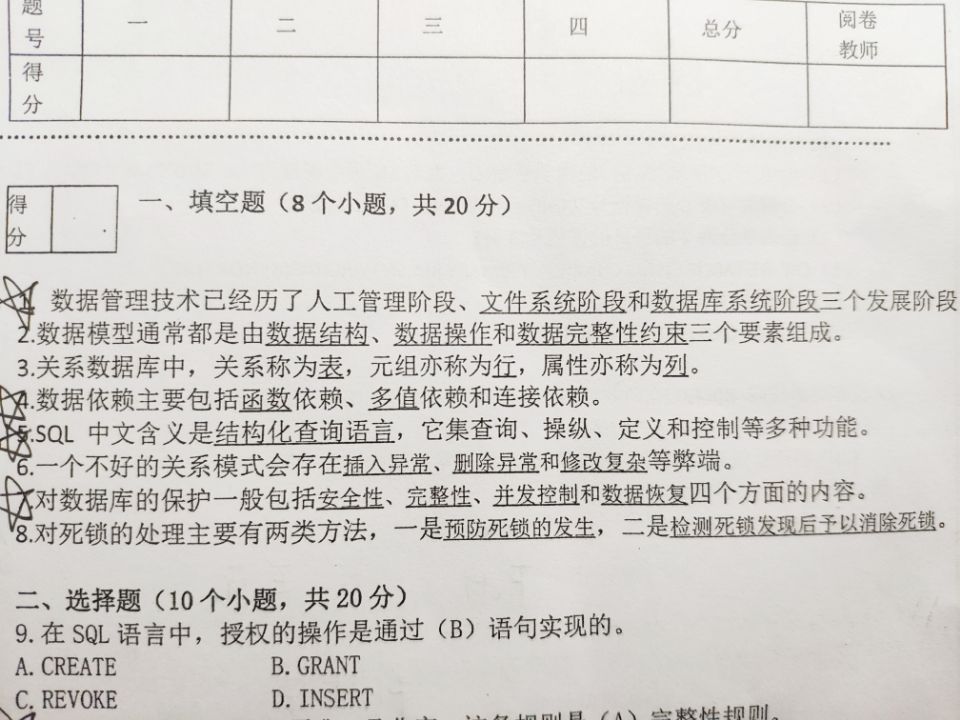 题号 一 二 三 四 总分 阅卷教师
得分
得分
一、填空题（8 个小题，共 20 分）
数据管理技术已经历了人工管理阶段、文件系统阶段和数据库系统阶段三个发展阶段
2.数据模型通常都是由数据结构、数据操作和数据完整性约束三个要素组成。
3.关系数据库中，关系称为表，元组亦称为行，属性亦称为列。
4.数据依赖主要包括函数依赖、多值依赖和连接依赖。
5.SQL 中文含义是结构化查询语言，它集查询、操纵、定义和控制等多种功能。
6.一个不好的关系模式会存在插入异常、删除异常和修改复杂等弊端。
对数据库的保护一般包括安全性、完整性、并发控制和数据恢复四个方面的内容。
8.对死锁的处理主要有两类方法，一是预防死锁的发生，二是检测死锁发现后予以消除死锁。
二、选择题（10 个小题，共 20 分）
9. 在 SQL 语言中，授权的操作是通过（B）语句实现的。
A. CREATE B. GRANT
C. REVOKE D. INSERT
这条规则是（A）完整性规则。